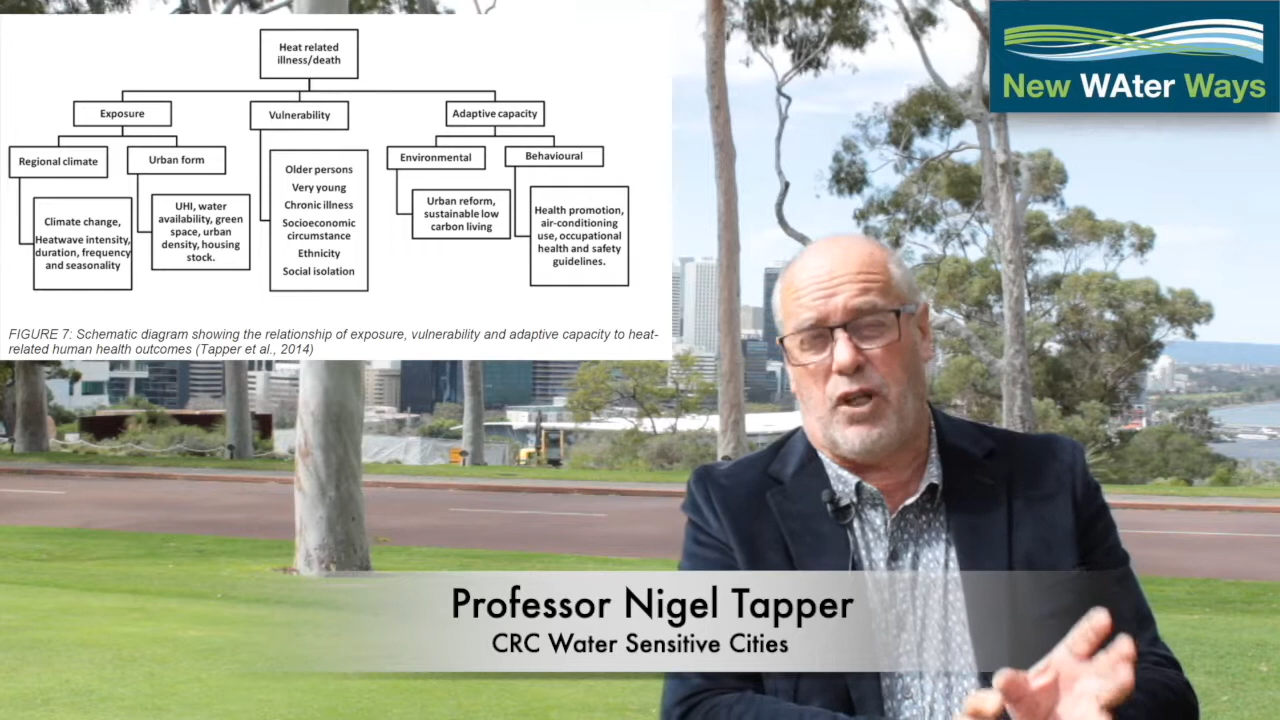 Heat related
illness/death
Exposure
Vulnerability
Adaptive capacity
Regional climate
Urban form
Environmental
Behavioural
Climate change,
Heatwave intensity,
duration, frequency
and seasonality
UHI, water
availability, green
space, urban
density, housing
stock.
Older persons
Very young
Chronic illness
Socioeconomic
circumstance
Ethnicity
Social isolation
Urban reform,
sustainable low
carbon living
Health promotion,
air-conditioning
use, occupational
health and safety
guidelines.
FIGURE 7: Schematic diagram showing the relationship of exposure, vulnerability and adaptive capacity to heat-
related human health outcomes (Tapper et al., 2014)
New WAter Ways
Professor Nigel Tapper
CRC Water Sensitive Cities